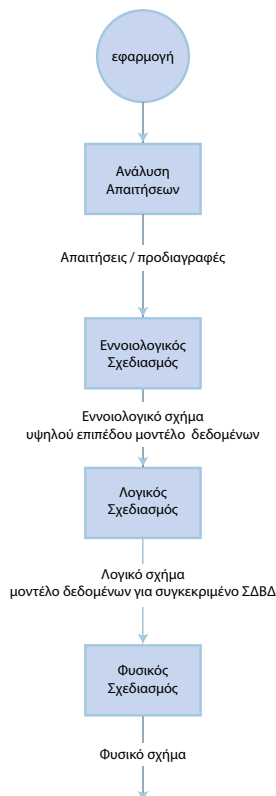 εφαρμογή
Ανάλυση
Απαιτήσεων
Απαιτήσεις / προδιαγραφές
Εννοιολογικός
Σχεδιασμός
Εννοιολογικό σχήμα
υψηλού επιπέδου μοντέλο δεδομένων
Λογικός
Σχεδιασμός
Λογικό σχήμα
μοντέλο δεδομένων για συγκεκριμένο ΣΔΒΔ
Φυσικός
Σχεδιασμός
Φυσικό σχήμα